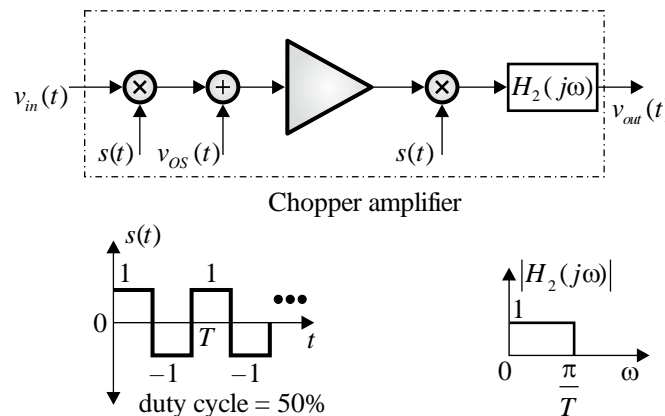 v_in(t)
× + ×
H_2(jω)
v_out(t
s(t) v_OS(t) s(t)
Chopper amplifier
s(t)
1 1
0 T t
–1 –1
duty cycle = 50%
|H_2(jω)|
1
0 π/T ω